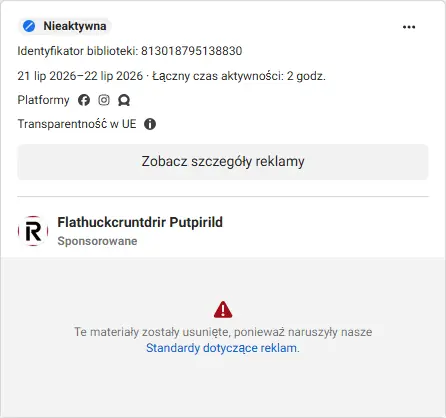 Nieaktywna
Identyfikator biblioteki: 813018795138830
21 lip 2026–22 lip 2026 · Łączny czas aktywności: 2 godz.
Platformy
Transparentność w UE
Zobacz szczegóły reklamy
R
Flathuckcruntdrir Putpirild
Sponsorowane
Te materiały zostały usunięte, ponieważ naruszyły nasze
Standardy dotyczące reklam.